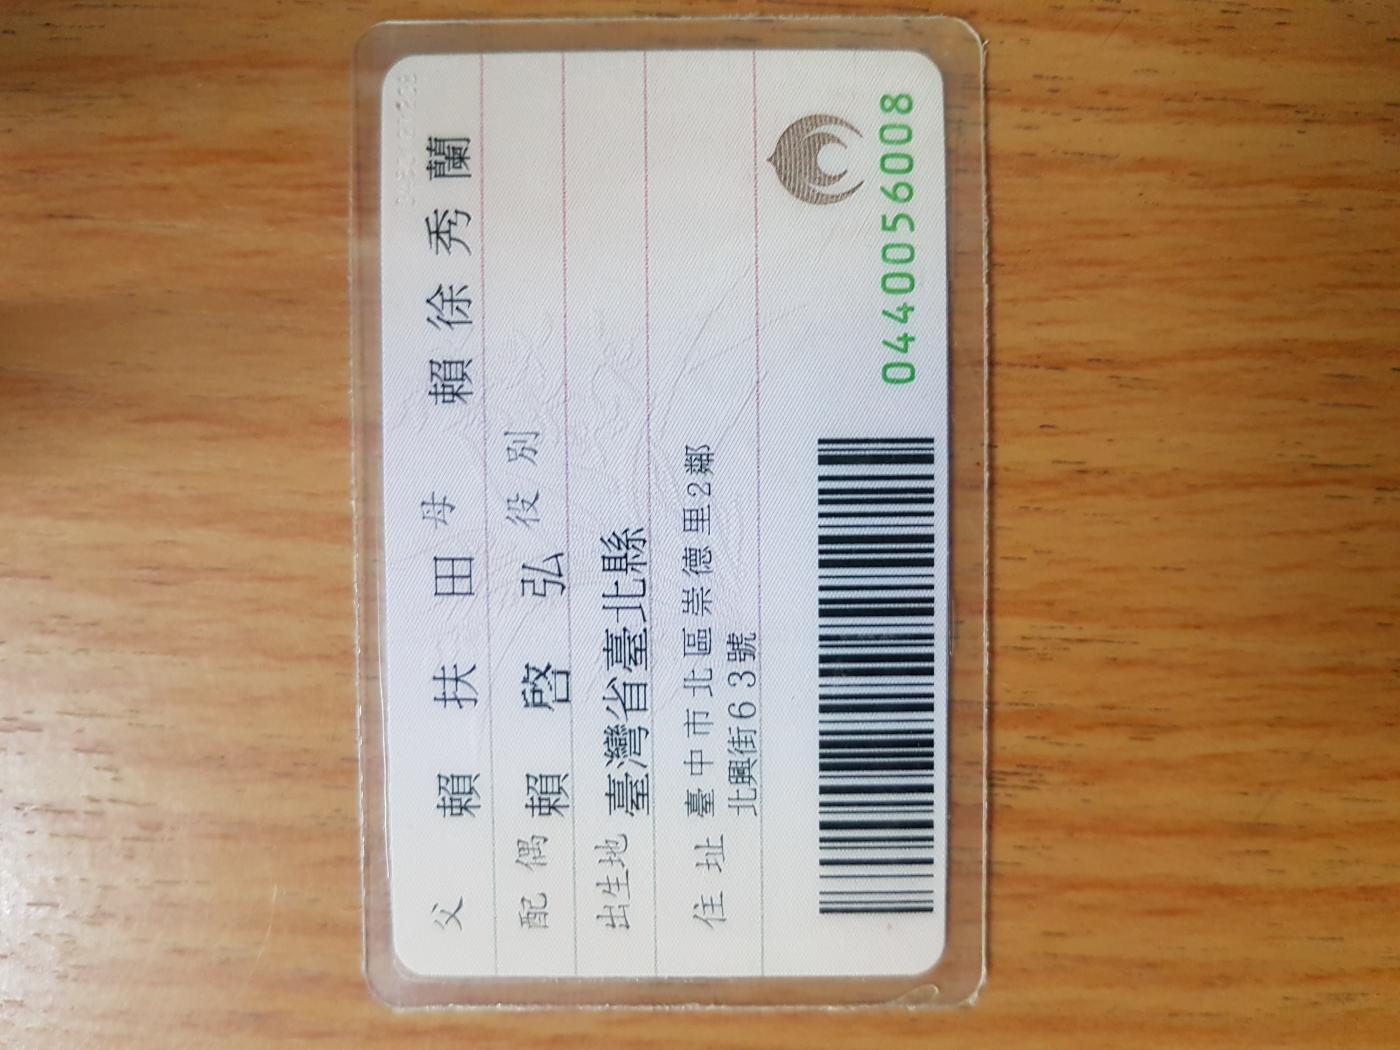 父 賴扶田 母 賴徐秀蘭
配偶 賴啓弘 役別
出生地 臺灣省臺北縣
住址 臺中市北區崇德里2鄰
北興街63號
0440056008